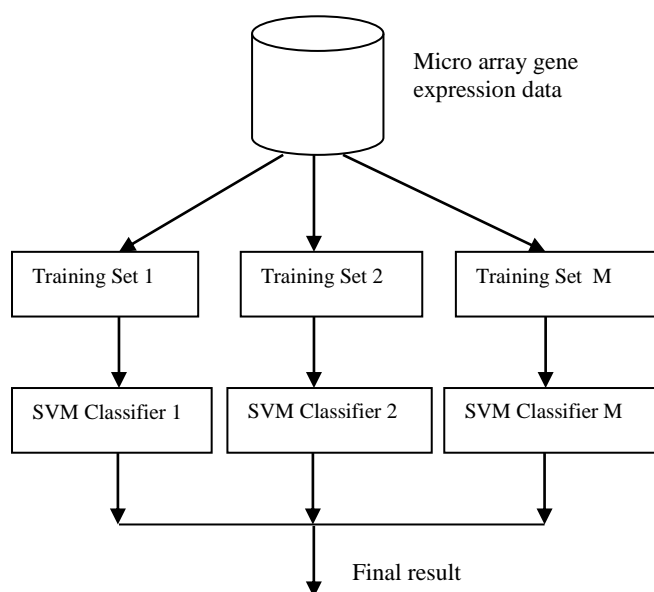 Micro array gene
expression data
Training Set 1
Training Set 2
Training Set M
SVM Classifier 1
SVM Classifier 2
SVM Classifier M
Final result